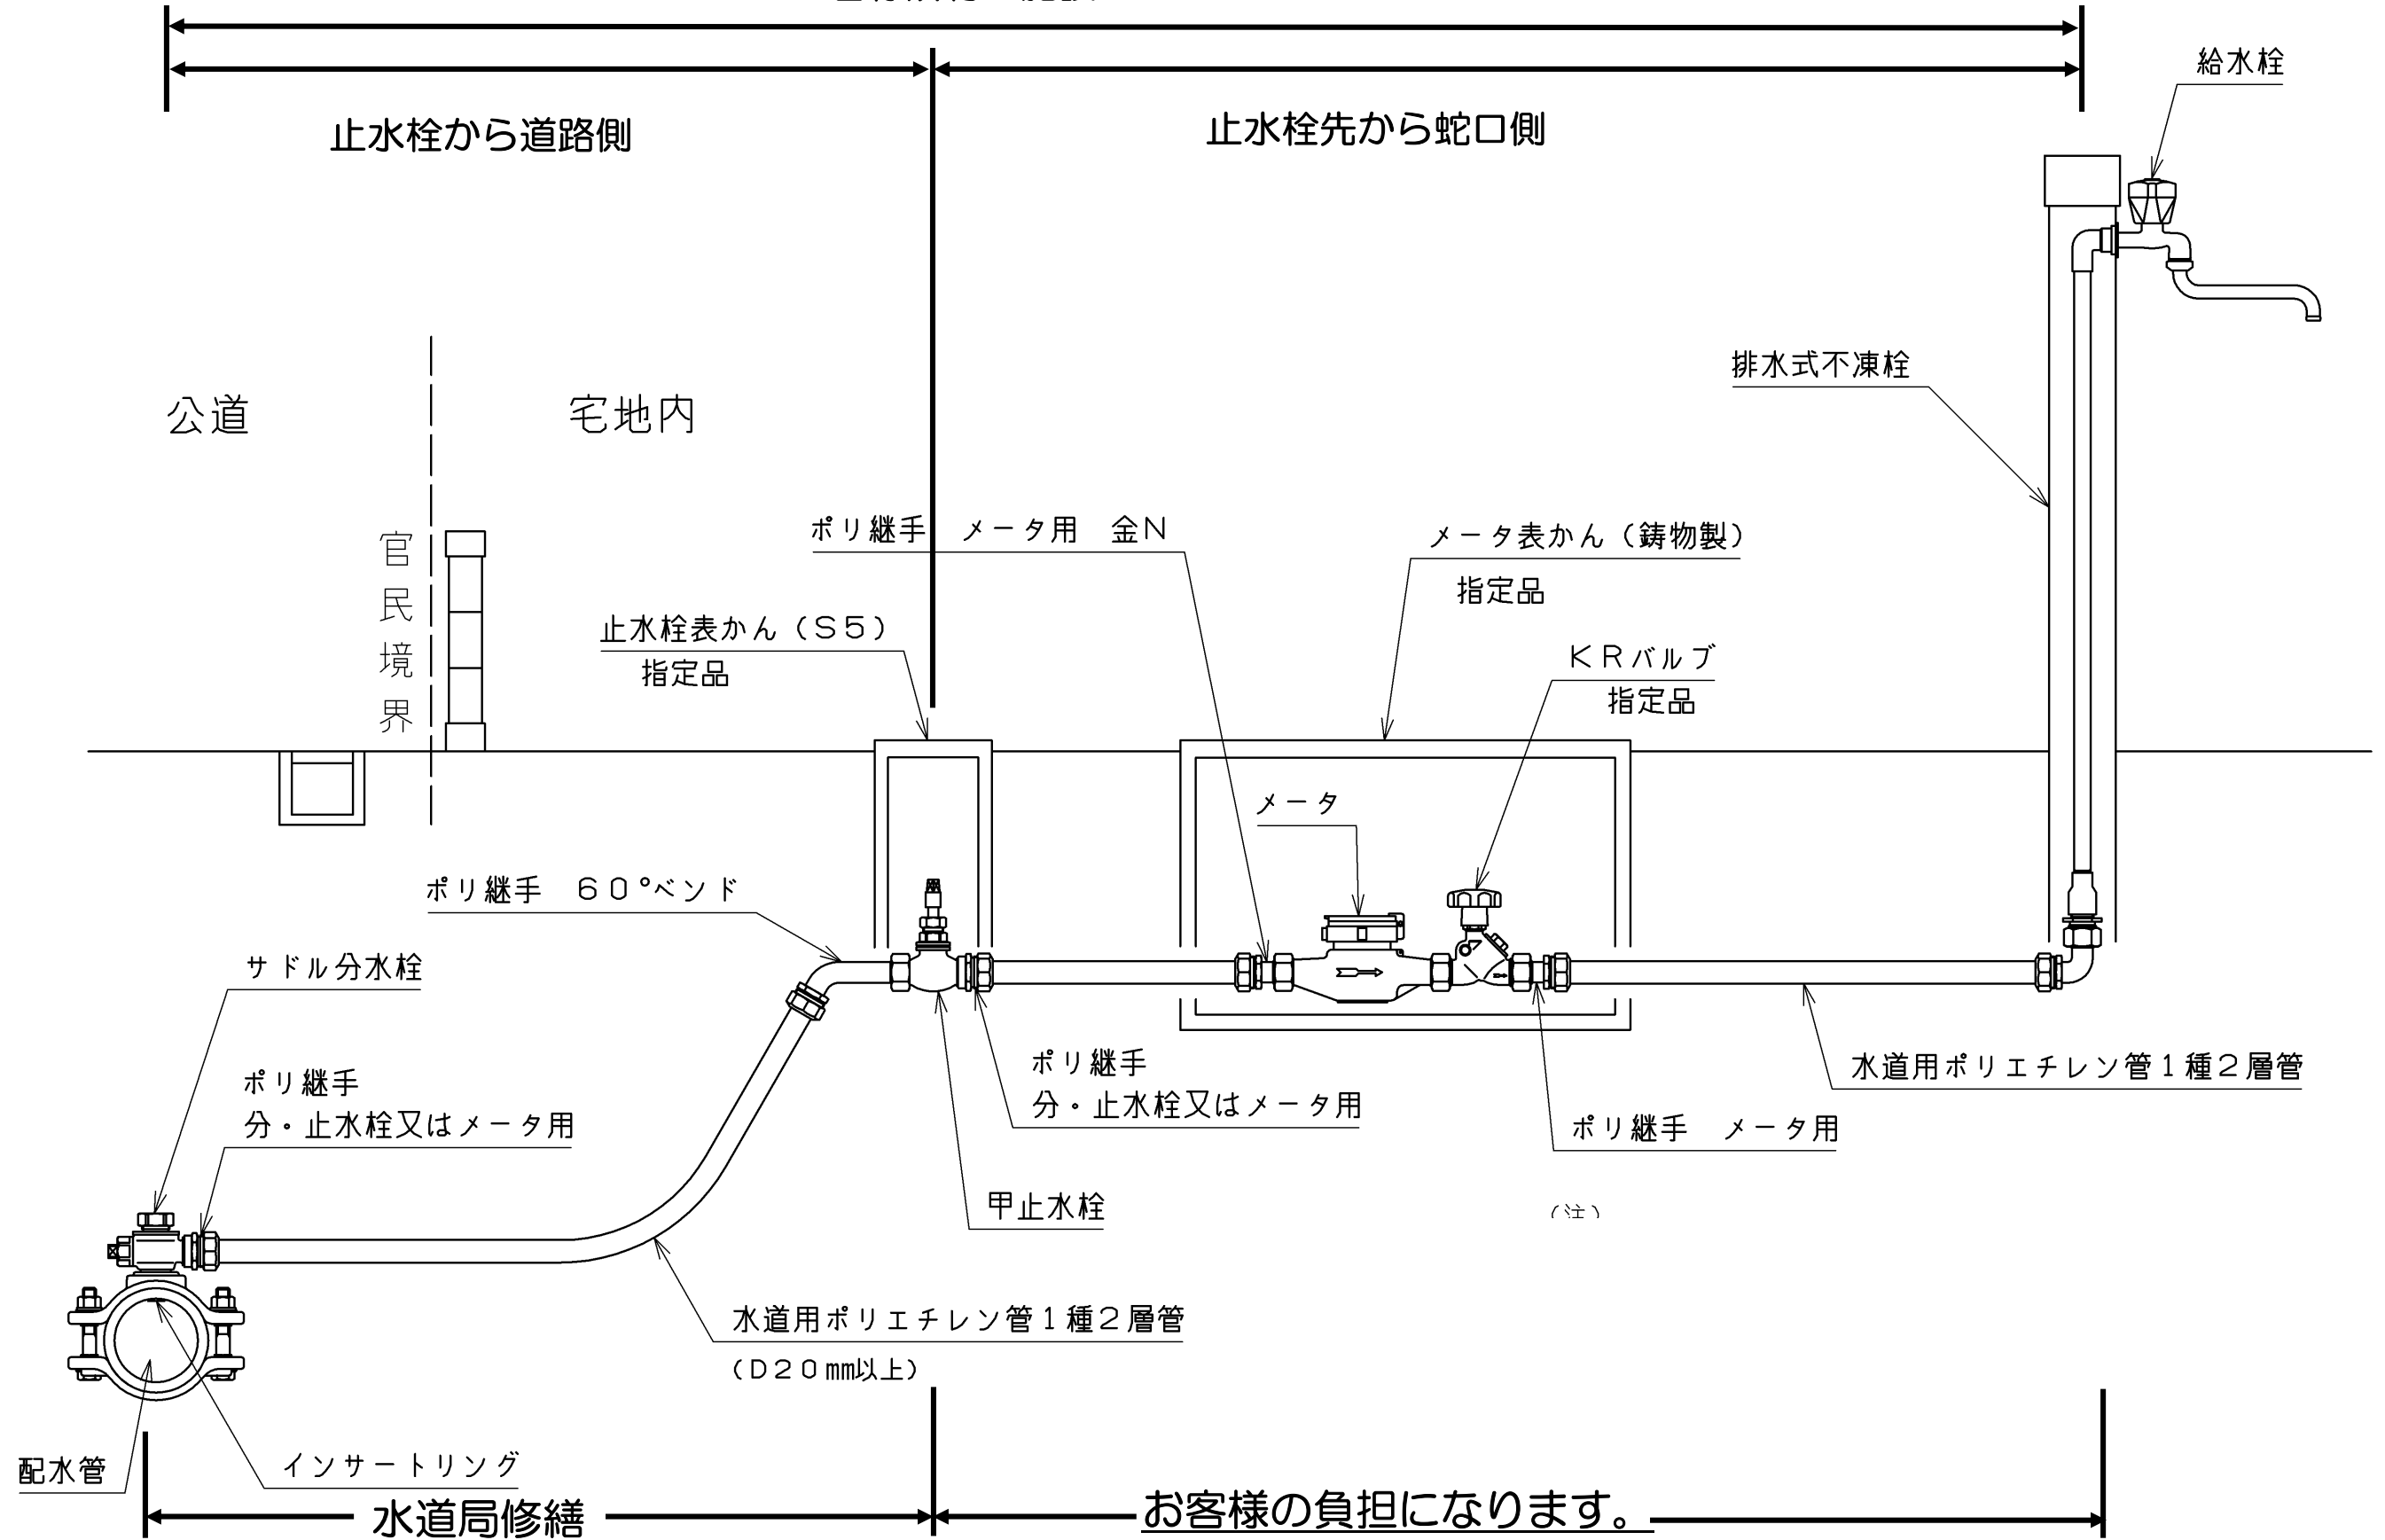 給水栓
止水栓から道路側
止水栓先から蛇口側
排水式不凍栓
公道
宅地内
官民境界
ポリ継手　メータ用　金N
メータ表かん（鋳物製）
指定品
止水栓表かん（S5）
指定品
KRバルブ
指定品
メータ
ポリ継手　60°ベンド
サドル分水栓
ポリ継手
分・止水栓又はメータ用
ポリ継手
分・止水栓又はメータ用
水道用ポリエチレン管1種2層管
ポリ継手　メータ用
甲止水栓
（注）
水道用ポリエチレン管1種2層管
（D20㎜以上）
配水管
インサートリング
水道局修繕
お客様の負担になります。